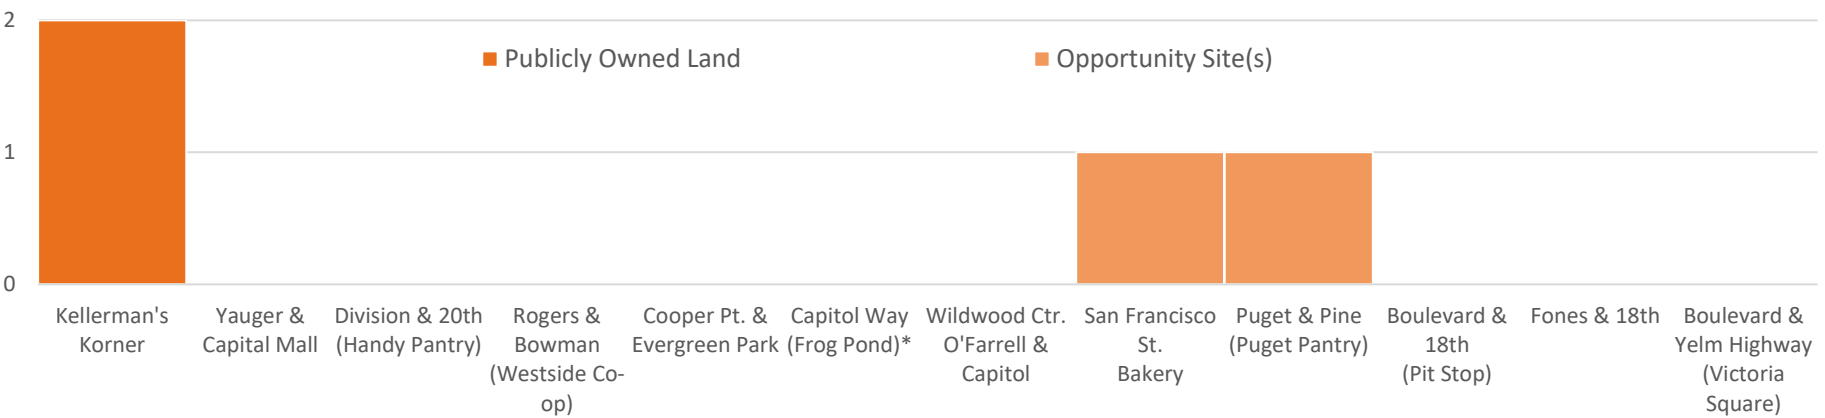 2
Publicly Owned Land
Opportunity Site(s)
1
0
Kellerman's
Korner
Yauger &
Capital Mall
Division & 20th
(Handy Pantry)
Rogers &
Bowman
(Westside Co-
op)
Cooper Pt. &
Evergreen Park
Capitol Way
(Frog Pond)*
Wildwood Ctr.
O'Farrell &
Capitol
San Francisco
St.
Bakery
Puget & Pine
(Puget Pantry)
Boulevard &
18th
(Pit Stop)
Fones & 18th
Boulevard &
Yelm Highway
(Victoria
Square)